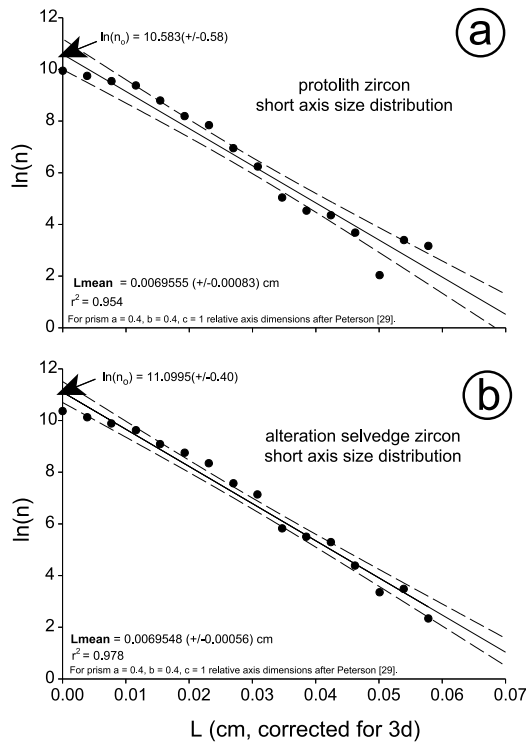 12
10
8
6
4
2
0
ln(n)
ln(no) = 10.583(+/-0.58)
a
protolith zircon
short axis size distribution
Lmean = 0.0069555 (+/-0.00083) cm
r2 = 0.954
For prism a = 0.4, b = 0.4, c = 1 relative axis dimensions after Peterson [29].
12
10
8
6
4
2
0
ln(n)
ln(no) = 11.0995(+/-0.40)
b
alteration selvedge zircon
short axis size distribution
Lmean = 0.0069548 (+/-0.00056) cm
r2 = 0.978
For prism a = 0.4, b = 0.4, c = 1 relative axis dimensions after Peterson [29].
0.00 0.01 0.02 0.03 0.04 0.05 0.06 0.07
L (cm, corrected for 3d)